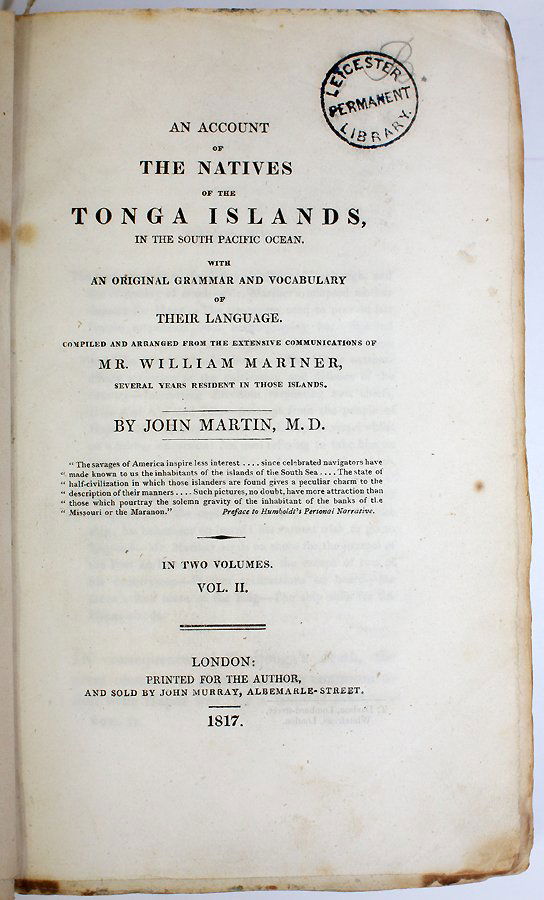 LEICESTER
PERMANENT
LIBRARY.
AN ACCOUNT
OF
THE NATIVES
OF THE
TONGA ISLANDS,
IN THE SOUTH PACIFIC OCEAN.
WITH
AN ORIGINAL GRAMMAR AND VOCABULARY
OF
THEIR LANGUAGE.
COMPILED AND ARRANGED FROM THE EXTENSIVE COMMUNICATIONS OF
MR. WILLIAM MARINER,
SEVERAL YEARS RESIDENT IN THOSE ISLANDS.
BY JOHN MARTIN, M.D.
"The savages of America inspire less interest .... since celebrated navigators have
" made known to us the inhabitants of the islands of the South Sea .... The state of
" half-civilization in which those islanders are found gives a peculiar charm to the
" description of their manners .... Such pictures, no doubt, have more attraction than
" those which pourtray the solemn gravity of the inhabitant of the banks of the
" Missouri or the Maranon." Preface to Humboldt's Personal Narrative.
IN TWO VOLUMES.
VOL. II.
LONDON:
PRINTED FOR THE AUTHOR,
AND SOLD BY JOHN MURRAY, ALBEMARLE-STREET.
1817.